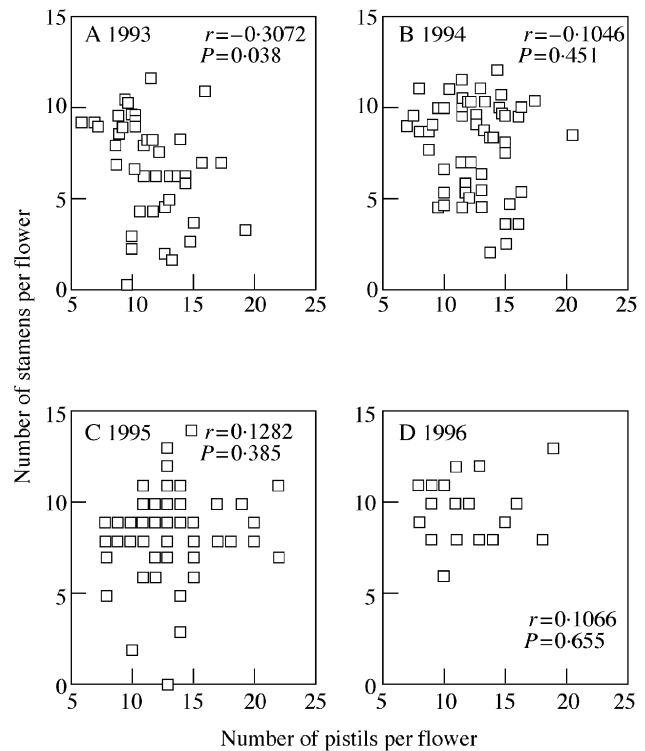 A 1993
r=−0·3072
P=0·038
15
10
5
0
5
10
15
20
25
B 1994
r=−0·1046
P=0·451
15
10
5
0
5
10
15
20
25
Number of stamens per flower
C 1995
r=0·1282
P=0·385
15
10
5
0
5
10
15
20
25
D 1996
r=0·1066
P=0·655
15
10
5
0
5
10
15
20
25
Number of pistils per flower